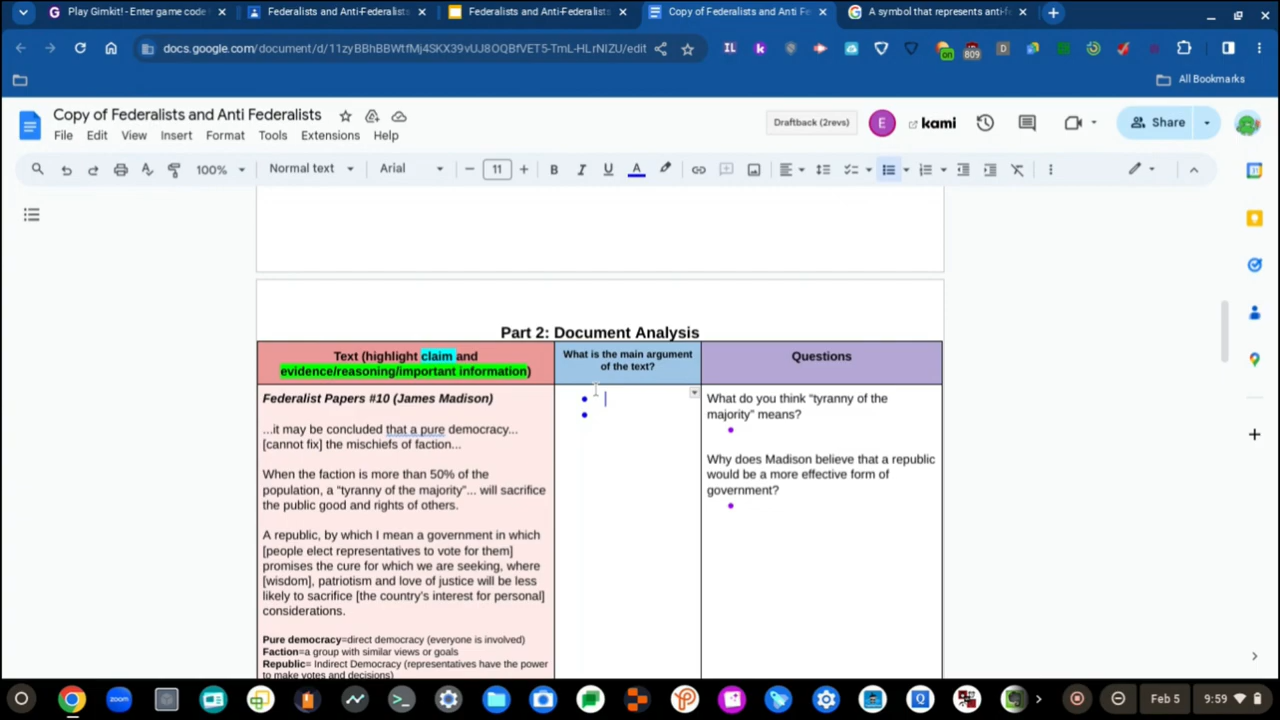 Play Gimkit! - Enter game code
Federalists and Anti-Federalists
Federalists and Anti-Federalists
Copy of Federalists and Anti Fe
A symbol that represents anti-f
docs.google.com/document/d/11zyBBhBBWtfMj4SKX39vUJ8OQBfVET5-TmL-HLrNIZU/edit
IL
k
on
809
D
All Bookmarks
Copy of Federalists and Anti Federalists
File Edit View Insert Format Tools Extensions Help
Draftback (2revs)
E
kami
Share
100%
Normal text
Arial
11
B I U A
Part 2: Document Analysis
Text (highlight claim and
evidence/reasoning/important information)
What is the main argument
of the text?
Questions
Federalist Papers #10 (James Madison)
...it may be concluded that a pure democracy...
[cannot fix] the mischiefs of faction...
When the faction is more than 50% of the
population, a “tyranny of the majority”... will sacrifice
the public good and rights of others.
A republic, by which I mean a government in which
[people elect representatives to vote for them]
promises the cure for which we are seeking, where
[wisdom], patriotism and love of justice will be less
likely to sacrifice [the country's interest for personal]
considerations.
Pure democracy=direct democracy (everyone is involved)
Faction=a group with similar views or goals
Republic= Indirect Democracy (representatives have the power
to make votes and decisions)
What do you think “tyranny of the
majority” means?
Why does Madison believe that a republic
would be a more effective form of
government?
zoom
Feb 5
9:59